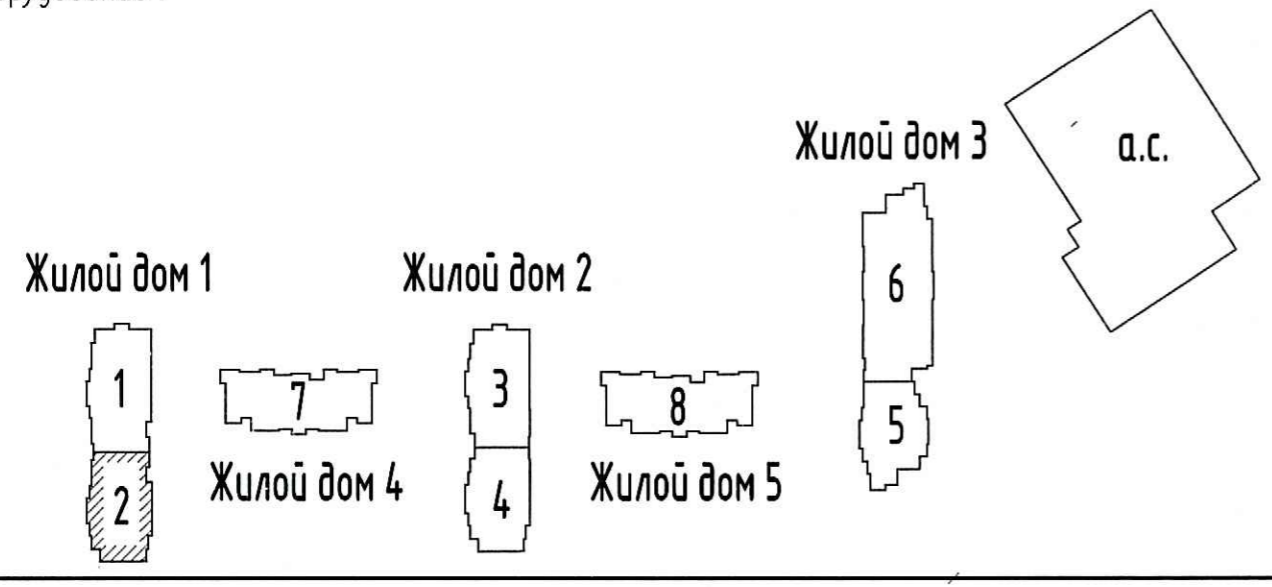 Жилой дом 3
а.с.
Жилой дом 1
Жилой дом 2
6
1
7
3
8
5
2
Жилой дом 4
4
Жилой дом 5